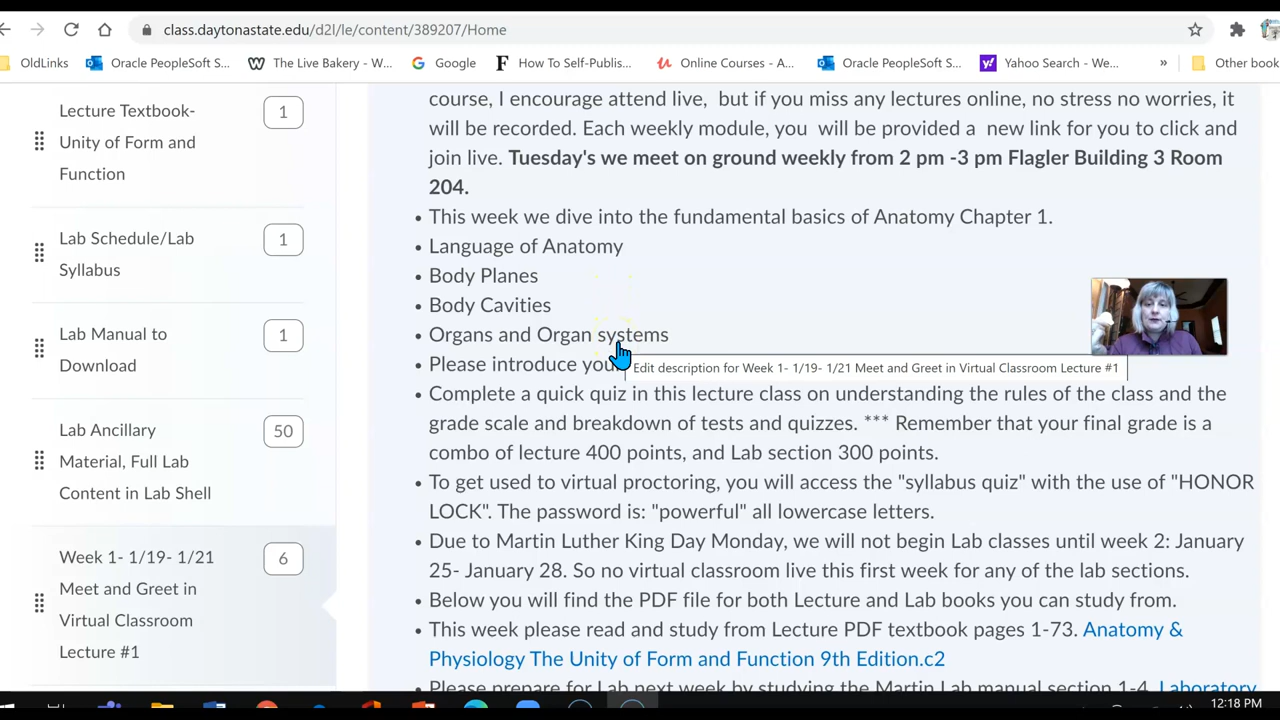 class.daytonastate.edu/d2l/le/content/389207/Home
OldLinks
Oracle PeopleSoft S...
The Live Bakery - W...
Google
How To Self-Publis...
Online Courses - A...
Oracle PeopleSoft S...
Yahoo Search - We...
»
Other book
Lecture Textbook-
Unity of Form and
Function
1
Lab Schedule/Lab
Syllabus
1
Lab Manual to
Download
1
Lab Ancillary
Material, Full Lab
Content in Lab Shell
50
Week 1- 1/19- 1/21
Meet and Greet in
Virtual Classroom
Lecture #1
6
course, I encourage attend live, but if you miss any lectures online, no stress no worries, it
will be recorded. Each weekly module, you will be provided a new link for you to click and
join live. Tuesday's we meet on ground weekly from 2 pm -3 pm Flagler Building 3 Room
204.
• This week we dive into the fundamental basics of Anatomy Chapter 1.
• Language of Anatomy
• Body Planes
• Body Cavities
• Organs and Organ systems
• Please introduce you
Edit description for Week 1- 1/19- 1/21 Meet and Greet in Virtual Classroom Lecture #1
• Complete a quick quiz in this lecture class on understanding the rules of the class and the
grade scale and breakdown of tests and quizzes. *** Remember that your final grade is a
combo of lecture 400 points, and Lab section 300 points.
• To get used to virtual proctoring, you will access the "syllabus quiz" with the use of "HONOR
LOCK". The password is: "powerful" all lowercase letters.
• Due to Martin Luther King Day Monday, we will not begin Lab classes until week 2: January
25- January 28. So no virtual classroom live this first week for any of the lab sections.
• Below you will find the PDF file for both Lecture and Lab books you can study from.
• This week please read and study from Lecture PDF textbook pages 1-73. Anatomy &
Physiology The Unity of Form and Function 9th Edition.c2
• Please prepare for Lab next week by studying the Martin Lab manual section 1-4. Laboratory
12:18 PM